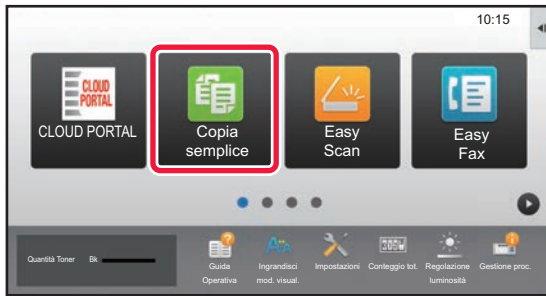 10:15
CLOUD
PORTAL
CLOUD PORTAL
Copia
semplice
Easy
Scan
Easy
Fax
Quantità Toner Bk
Guida
Operativa
Ingrandisci
mod. visual.
Impostazioni
Conteggio tot.
Regolazione
luminosità
Gestione proc.